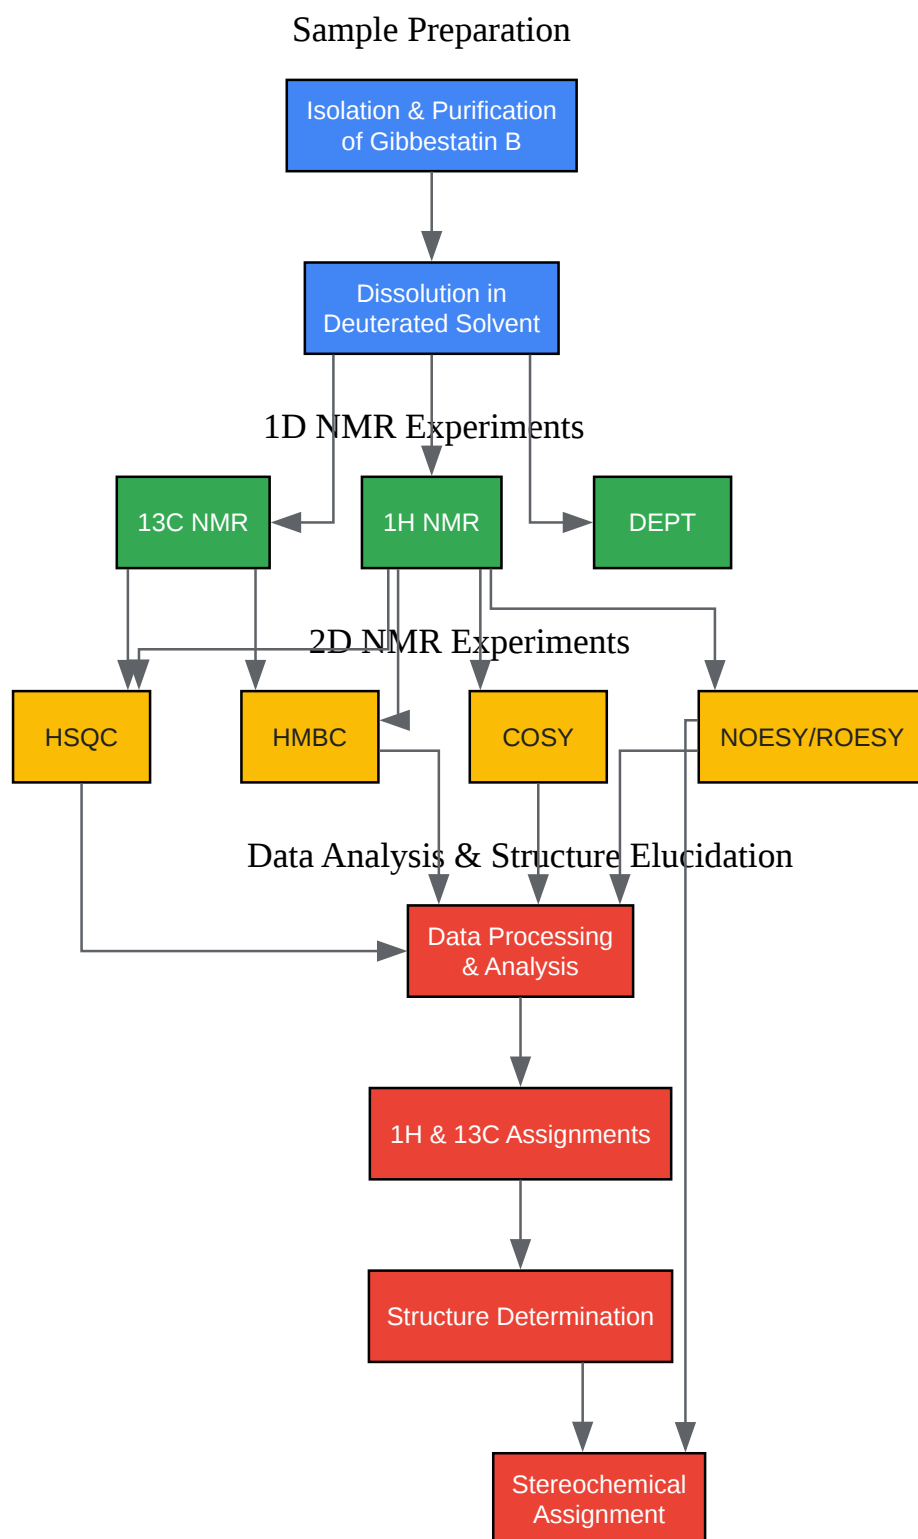 Sample Preparation
Isolation & Purification
of Gibbestatin B
Dissolution in
Deuterated Solvent
1D NMR Experiments
13C NMR
1H NMR
DEPT
2D NMR Experiments
HSQC
HMBC
COSY
NOESY/ROESY
Data Analysis & Structure Elucidation
Data Processing
& Analysis
1H & 13C Assignments
Structure Determination
Stereochemical
Assignment